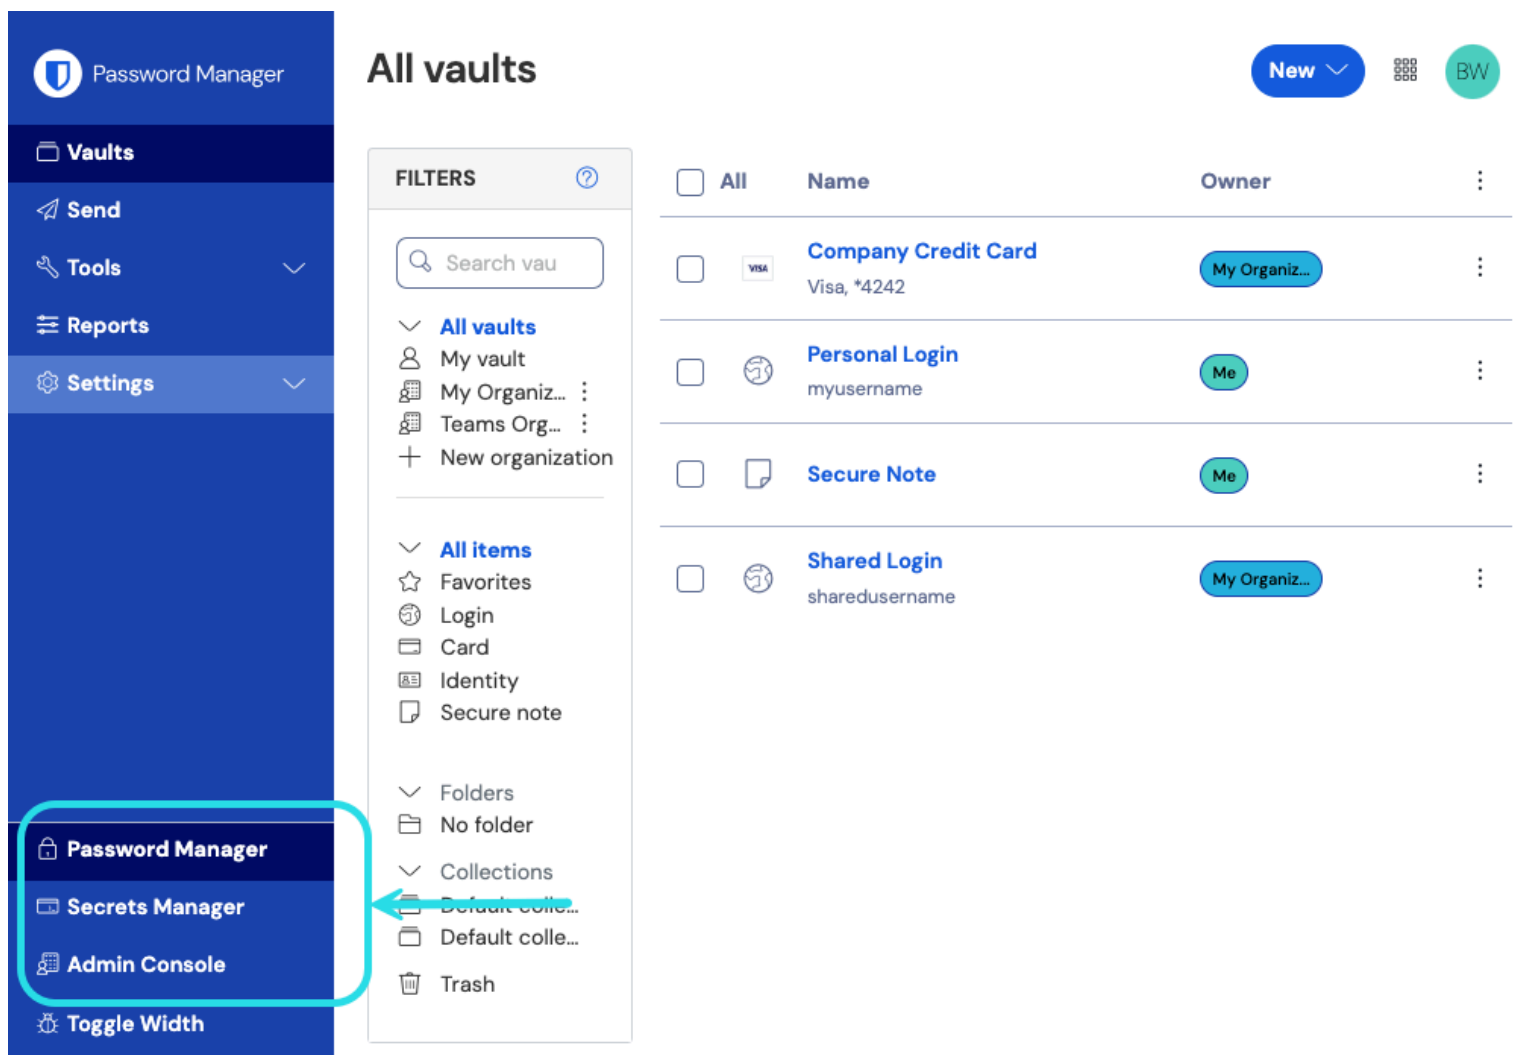 Password Manager
Vaults
Send
Tools
Reports
Settings
Password Manager
Secrets Manager
Admin Console
Toggle Width
All vaults
New
BW
FILTERS
?
Search vau
All vaults
My vault
My Organiz...
Teams Org...
New organization
All items
Favorites
Login
Card
Identity
Secure note
Folders
No folder
Collections
Default colle...
Default colle...
Trash
All Name Owner
VISA
Company Credit Card
Visa, *4242
My Organiz...
Personal Login
myusername
Me
Secure Note
Me
Shared Login
sharedusername
My Organiz...